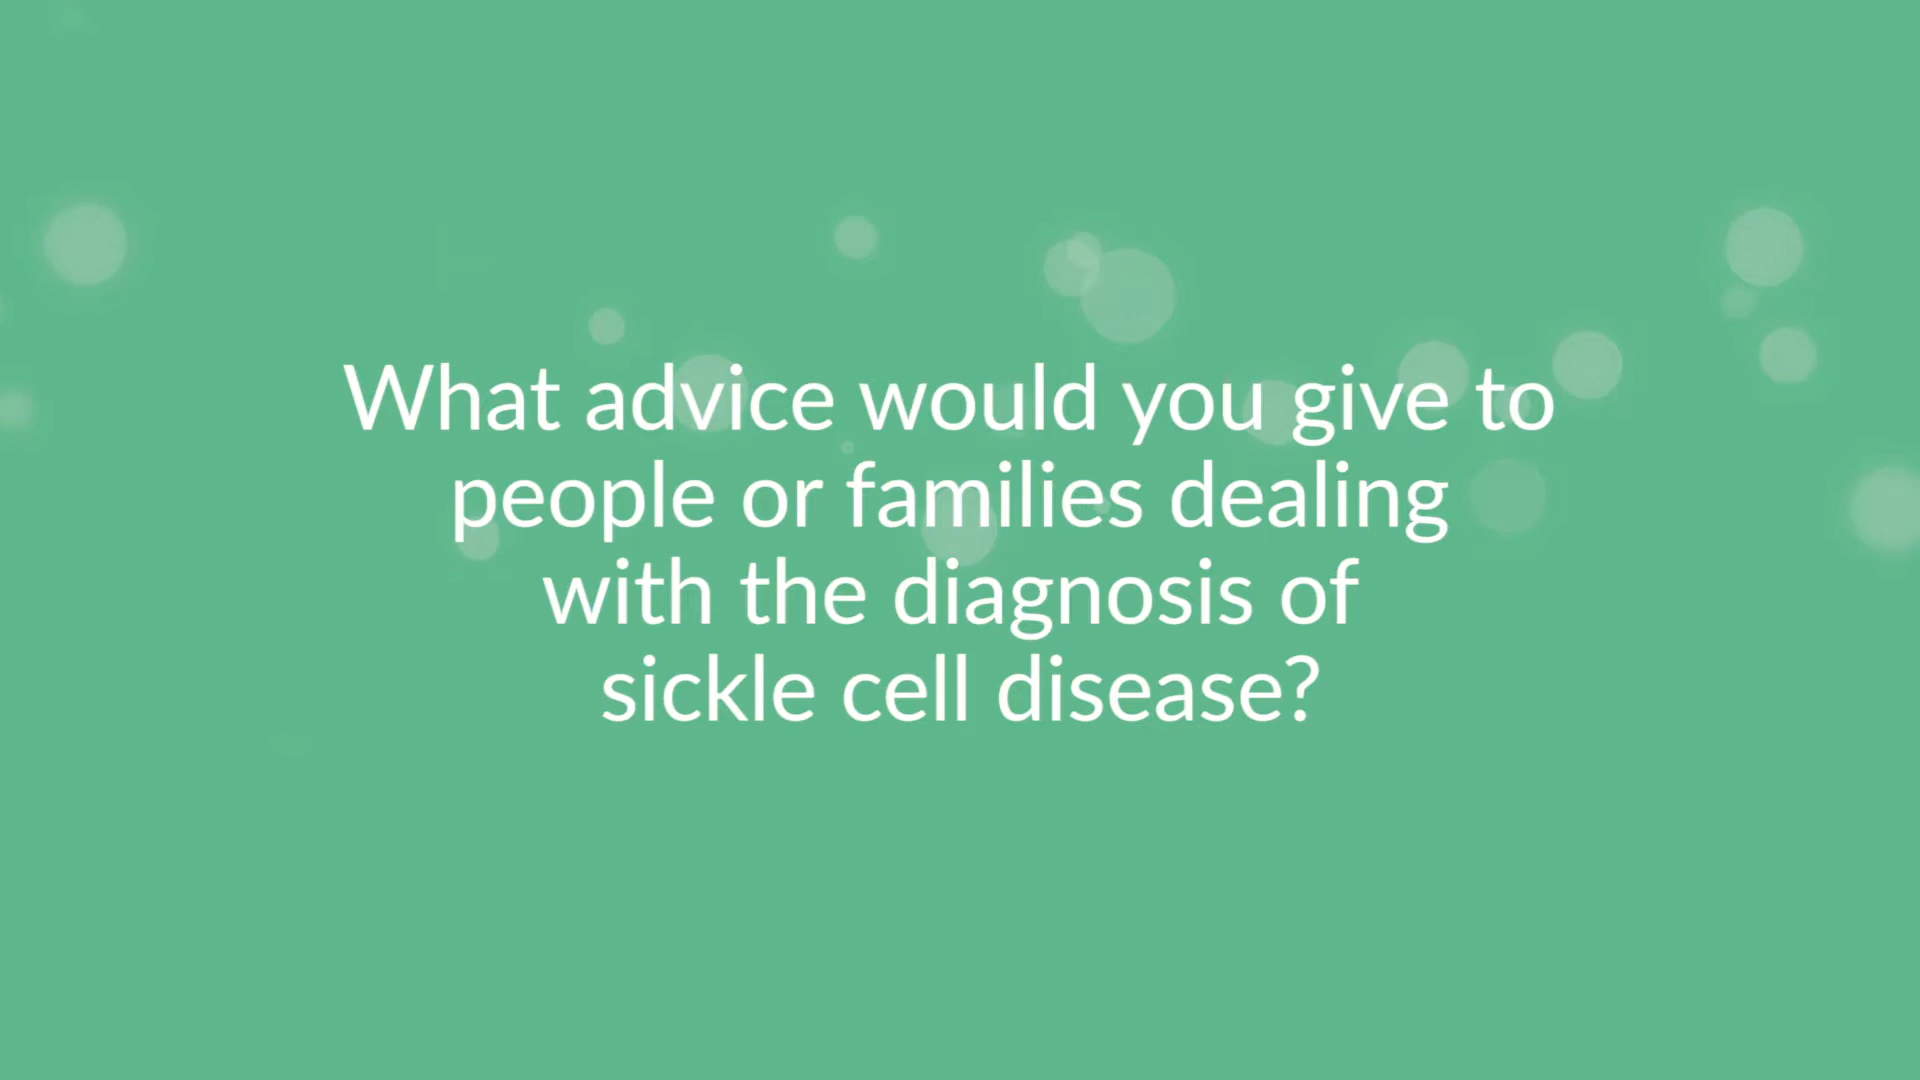 What advice would you give to
people or families dealing
with the diagnosis of
sickle cell disease?